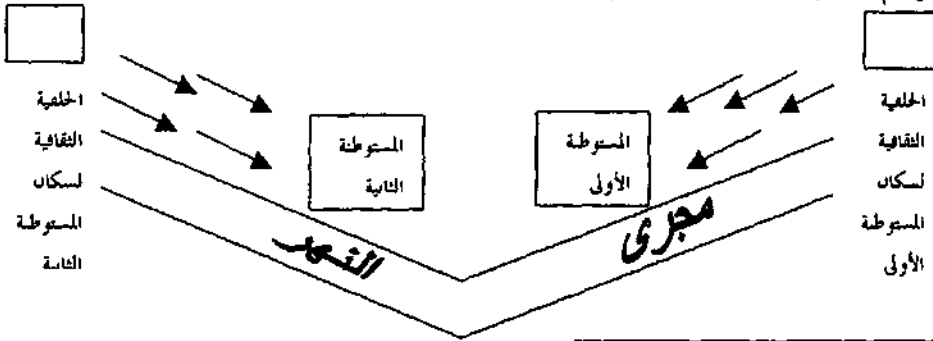 الخلفية
الثقافية
لسكان
المستوطنة
الأولى
المستوطنة
الأولى
مجرى
المستوطنة
الثانية
النهر
الخلفية
الثقافية
لسكان
المستوطنة
الثانية